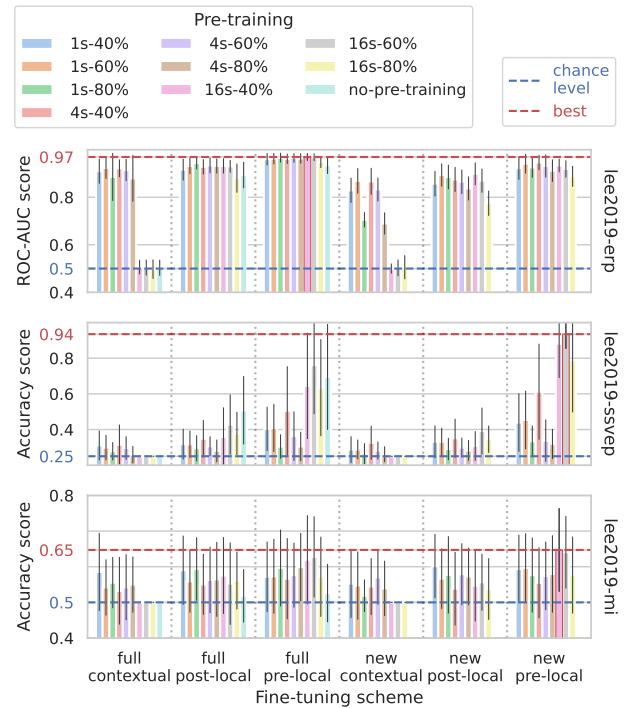 Pre-training
1s-40%
4s-60%
16s-60%
1s-60%
4s-80%
16s-80%
1s-80%
16s-40%
no-pre-training
4s-40%
chance
level
best
ROC-AUC score
0.97
0.8
0.6
0.5
0.4
lee2019-erp
Accuracy score
0.94
0.8
0.6
0.4
0.25
lee2019-ssvep
Accuracy score
0.8
0.65
0.5
0.4
lee2019-mi
full
contextual
full
post-local
full
pre-local
new
contextual
new
post-local
new
pre-local
Fine-tuning scheme